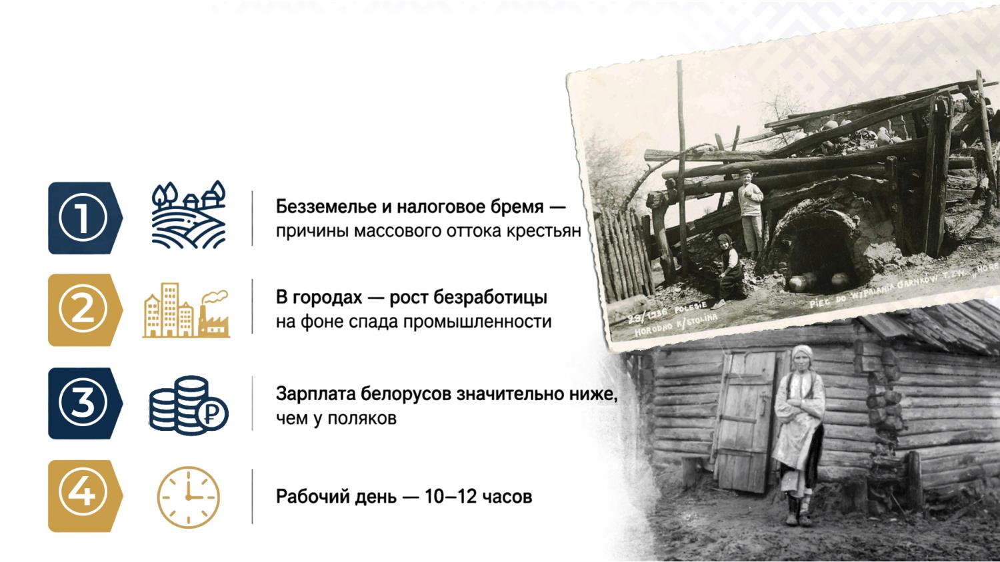 1
Безземелье и налоговое бремя —
причины массового оттока крестьян
2
В городах — рост безработицы
на фоне спада промышленности
3
₽
Зарплата белорусов значительно ниже,
чем у поляков
4
Рабочий день — 10–12 часов
23/1936 POLESIE
HORODNO K/STOLINA
PIEC DO WYPALANIA GARNKÓW T.ZW. „HORE